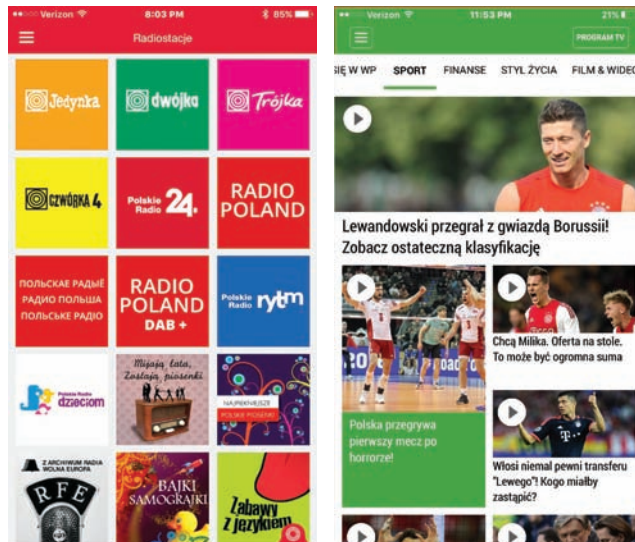 Verizon 8:03 PM 85%
Radiostacje
Jedynka
dwójka
Trójka
CZWÓRKA 4
Polskie
Radio 24.
RADIO
POLAND
ПОЛЬСКАЕ РАДЫЁ
РАДИО ПОЛЬША
ПОЛЬСЬКЕ РАДІО
RADIO
POLAND
DAB +
Polskie
Radio rytm
Polskie Radio
dzieciom
Mijają lata,
Zostają piosenki
NAJPIĘKNIEJSZE
POLSKIE PIOSENKI
Z ARCHIWUM RADIA
WOLNA EUROPA
RFE
BAJKI
SAMOGRAJKI
Zabawy
z językiem
Verizon 11:53 PM 21%
PROGRAM TV
SIĘ W WP SPORT FINANSE STYL ŻYCIA FILM & WIDEO
Lewandowski przegrał z gwiazdą Borussii!
Zobacz ostateczną klasyfikację
Polska przegrywa
pierwszy mecz po
horrorze!
Chcą Milika. Oferta na stole.
To może być ogromna suma
Włosi niemal pewni transferu
"Lewego"! Kogo miałby
zastąpić?